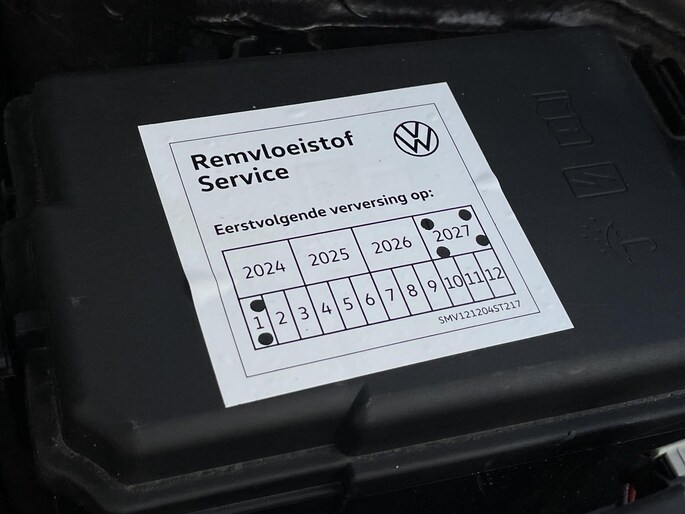 Remvloeistof
Service
Eerstvolgende verversing op:
2024 2025 2026 2027
1 2 3 4 5 6 7 8 9 10 11 12
SMV121204ST217